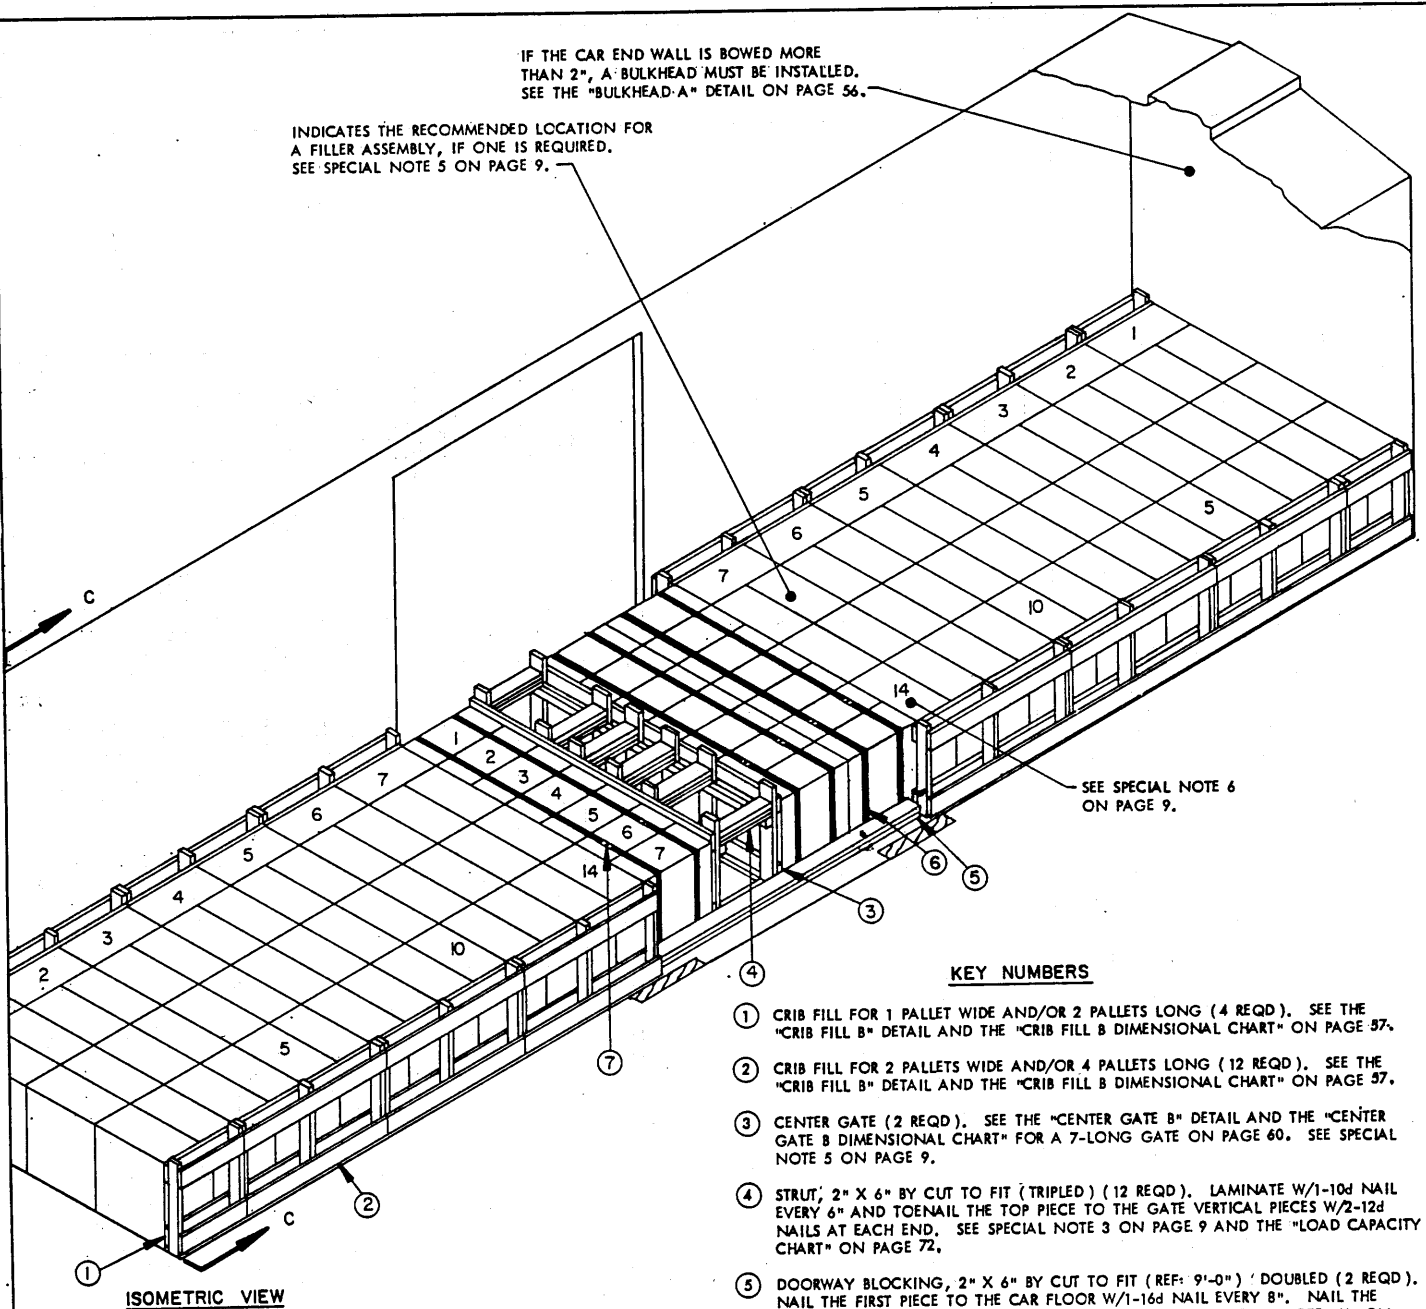 IF THE CAR END WALL IS BOWED MORE
THAN 2", A BULKHEAD MUST BE INSTALLED.
SEE THE "BULKHEAD A" DETAIL ON PAGE 56.
INDICATES THE RECOMMENDED LOCATION FOR
A FILLER ASSEMBLY, IF ONE IS REQUIRED.
SEE SPECIAL NOTE 5 ON PAGE 9.
1
2
3
4
5
6
7
5
10
14
C
SEE SPECIAL NOTE 6
ON PAGE 9.
1
2
3
4
5
6
7
7
6
5
4
3
2
14
10
5
6
5
3
4
7
2
1
C
ISOMETRIC VIEW
KEY NUMBERS
1 CRIB FILL FOR 1 PALLET WIDE AND/OR 2 PALLETS LONG (4 REQD). SEE THE
"CRIB FILL B" DETAIL AND THE "CRIB FILL B DIMENSIONAL CHART" ON PAGE 57.
2 CRIB FILL FOR 2 PALLETS WIDE AND/OR 4 PALLETS LONG (12 REQD). SEE THE
"CRIB FILL B" DETAIL AND THE "CRIB FILL B DIMENSIONAL CHART" ON PAGE 57.
3 CENTER GATE (2 REQD). SEE THE "CENTER GATE B" DETAIL AND THE "CENTER
GATE B DIMENSIONAL CHART" FOR A 7-LONG GATE ON PAGE 60. SEE SPECIAL
NOTE 5 ON PAGE 9.
4 STRUT, 2" X 6" BY CUT TO FIT (TRIPLED) (12 REQD). LAMINATE W/1-10d NAIL
EVERY 6" AND TOENAIL THE TOP PIECE TO THE GATE VERTICAL PIECES W/2-12d
NAILS AT EACH END. SEE SPECIAL NOTE 3 ON PAGE 9 AND THE "LOAD CAPACITY
CHART" ON PAGE 72.
5 DOORWAY BLOCKING, 2" X 6" BY CUT TO FIT (REF: 9'-0") DOUBLED (2 REQD).
NAIL THE FIRST PIECE TO THE CAR FLOOR W/1-16d NAIL EVERY 8". NAIL THE